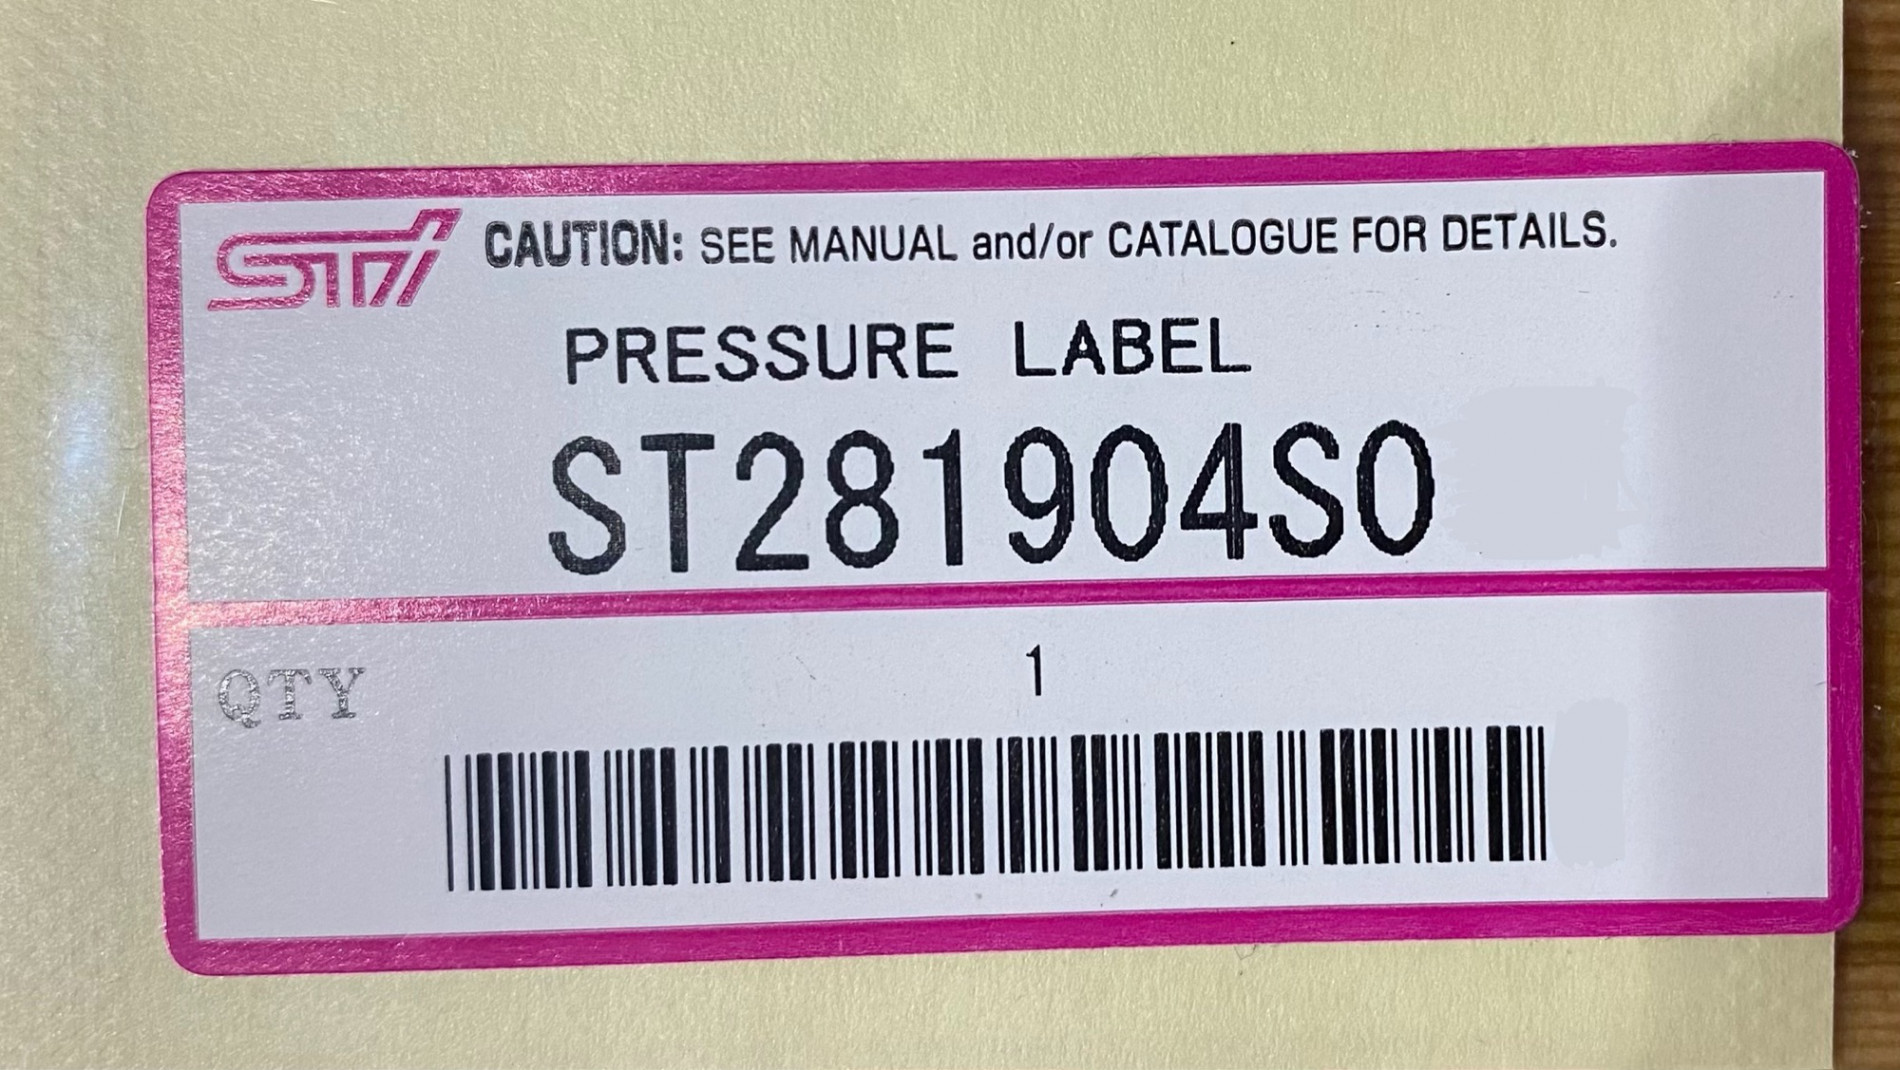 STi CAUTION: SEE MANUAL and/or CATALOGUE FOR DETAILS.
PRESSURE LABEL
ST281904S0
QTY 1